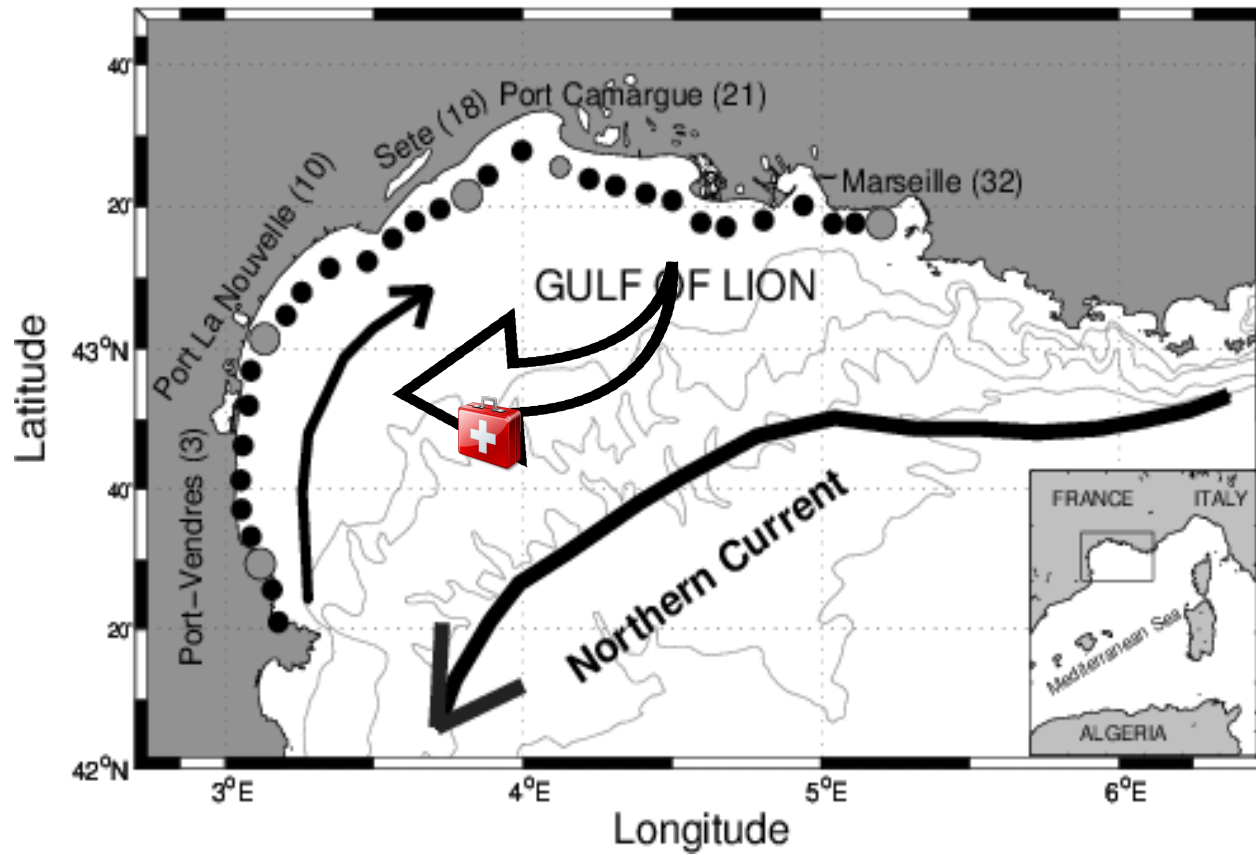 Port Camargue (21)
Sete (18)
Marseille (32)
Port La Nouvelle (10)
GULF OF LION
Port-Vendres (3)
Northern Current
FRANCE
ITALY
Mediterranean Sea
ALGERIA
40'
20'
43°N
40'
20'
42°N
Latitude
3°E
4°E
5°E
6°E
Longitude